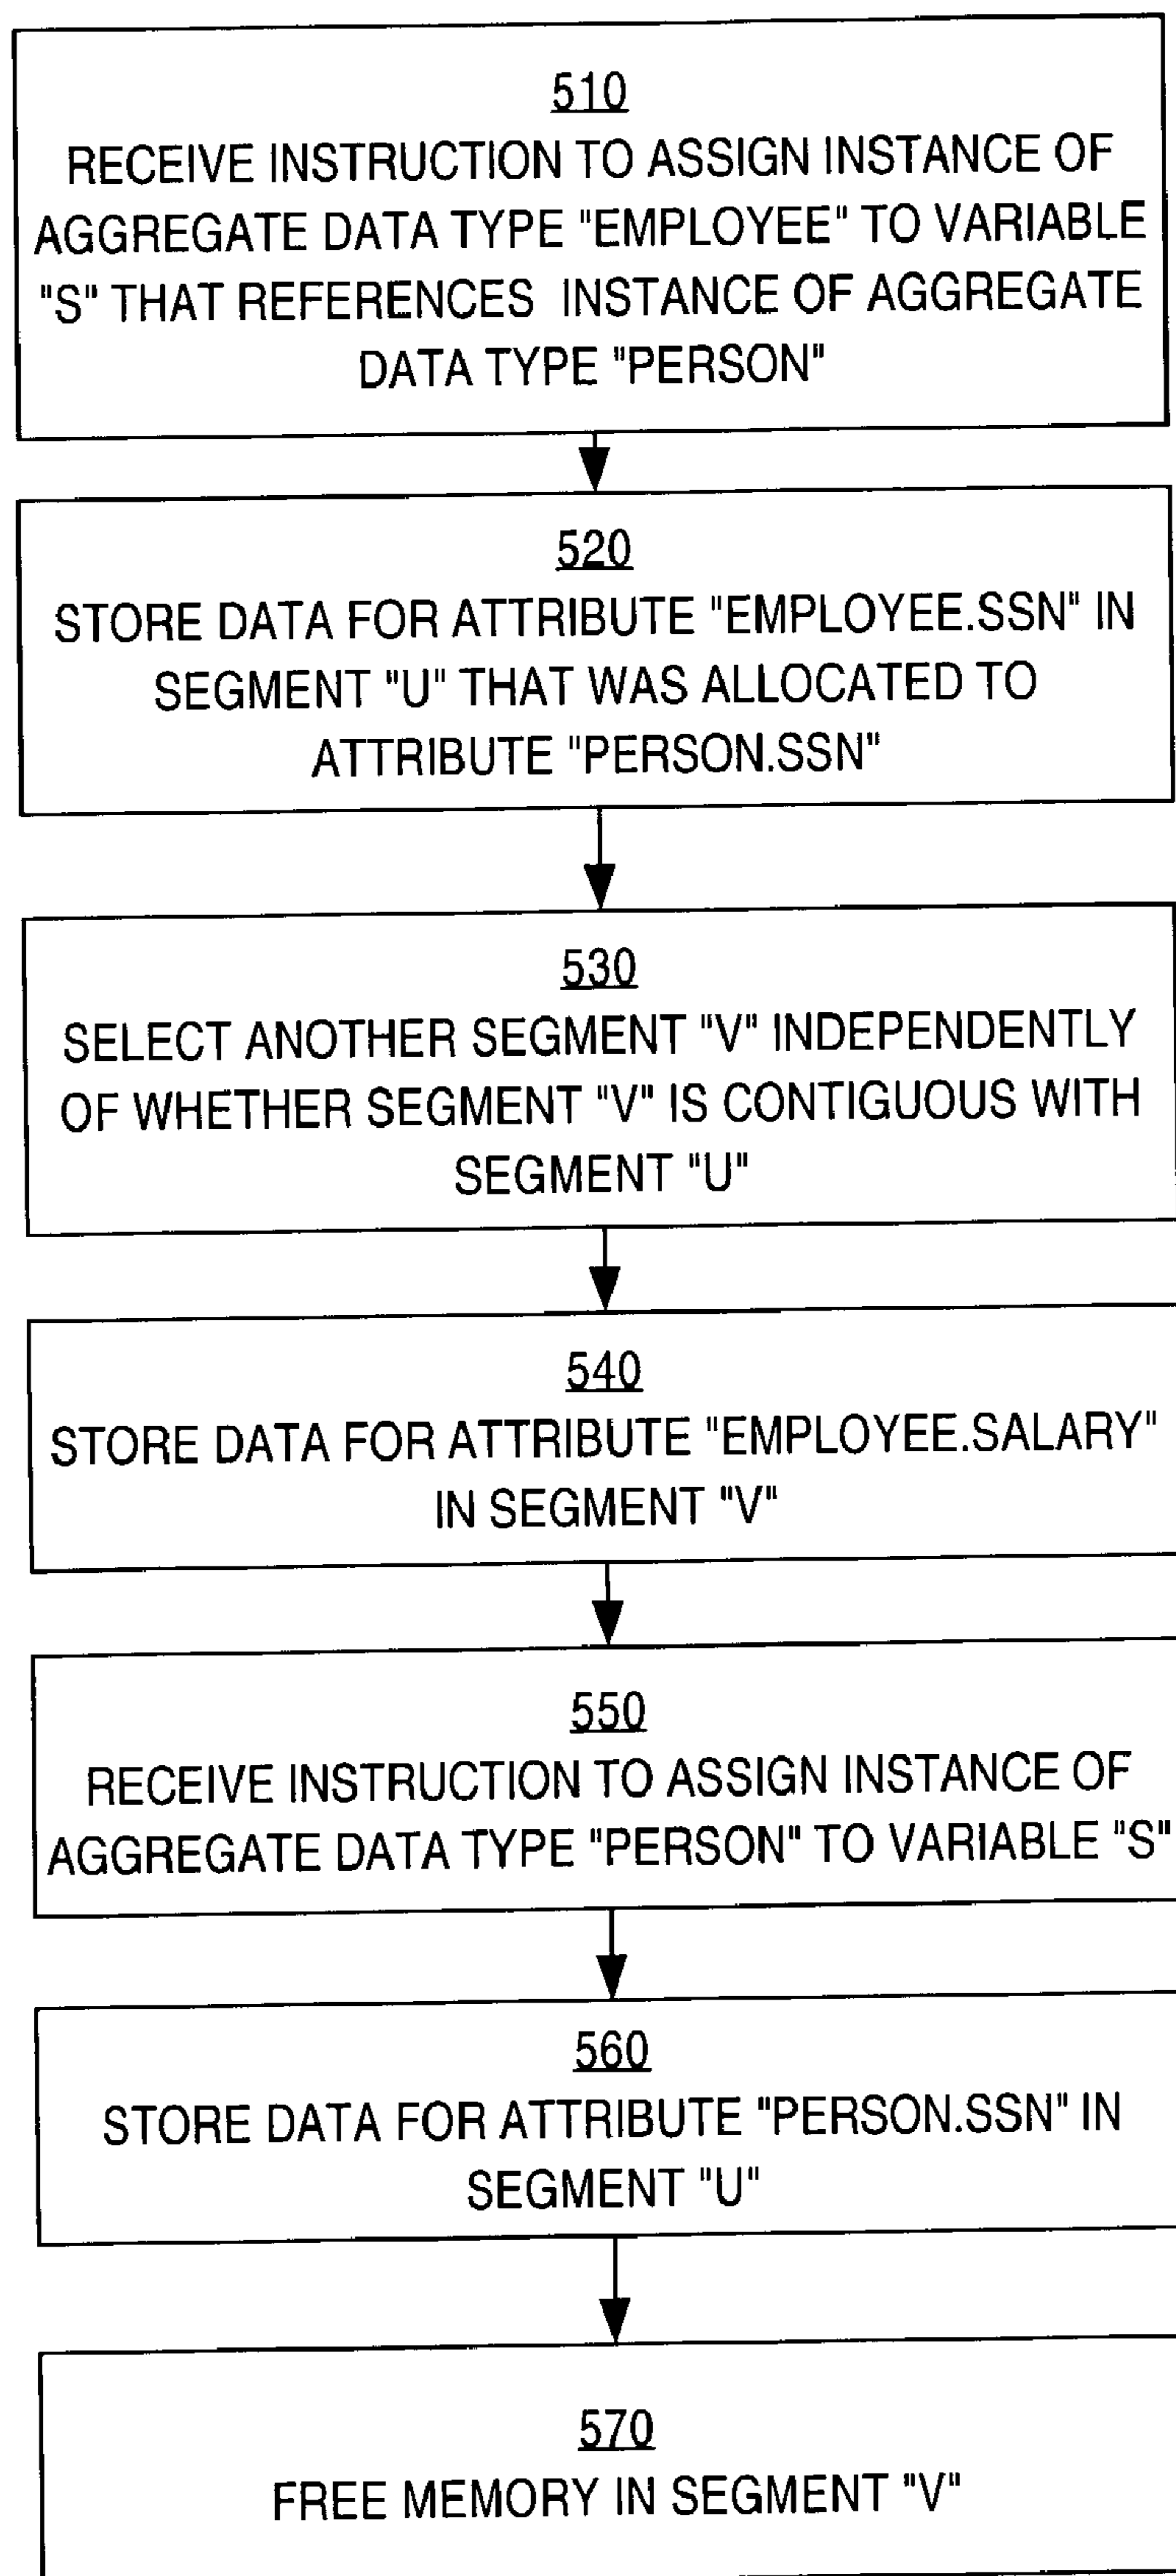 510
RECEIVE INSTRUCTION TO ASSIGN INSTANCE OF
AGGREGATE DATA TYPE "EMPLOYEE" TO VARIABLE
"S" THAT REFERENCES INSTANCE OF AGGREGATE
DATA TYPE "PERSON"
520
STORE DATA FOR ATTRIBUTE "EMPLOYEE.SSN" IN
SEGMENT "U" THAT WAS ALLOCATED TO
ATTRIBUTE "PERSON.SSN"
530
SELECT ANOTHER SEGMENT "V" INDEPENDENTLY
OF WHETHER SEGMENT "V" IS CONTIGUOUS WITH
SEGMENT "U"
540
STORE DATA FOR ATTRIBUTE "EMPLOYEE.SALARY"
IN SEGMENT "V"
550
RECEIVE INSTRUCTION TO ASSIGN INSTANCE OF
AGGREGATE DATA TYPE "PERSON" TO VARIABLE "S"
560
STORE DATA FOR ATTRIBUTE "PERSON.SSN" IN
SEGMENT "U"
570
FREE MEMORY IN SEGMENT "V"